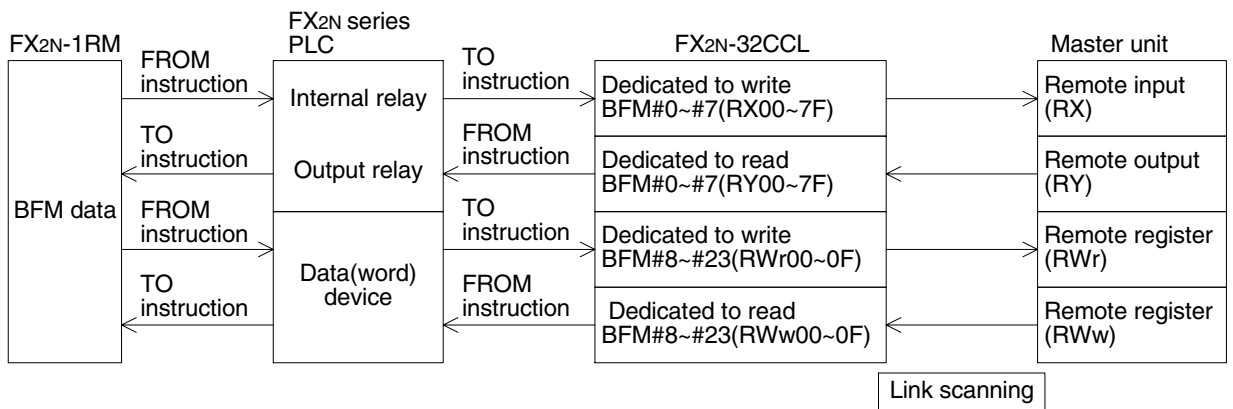 FX2N-1RM
FX2N series
PLC
FX2N-32CCL
Master unit
BFM data
FROM
instruction
TO
instruction
FROM
instruction
TO
instruction
Internal relay
Output relay
Data(word)
device
TO
instruction
FROM
instruction
TO
instruction
FROM
instruction
Dedicated to write
BFM#0~#7(RX00~7F)
Dedicated to read
BFM#0~#7(RY00~7F)
Dedicated to write
BFM#8~#23(RWr00~0F)
Dedicated to read
BFM#8~#23(RWw00~0F)
Remote input
(RX)
Remote output
(RY)
Remote register
(RWr)
Remote register
(RWw)
Link scanning